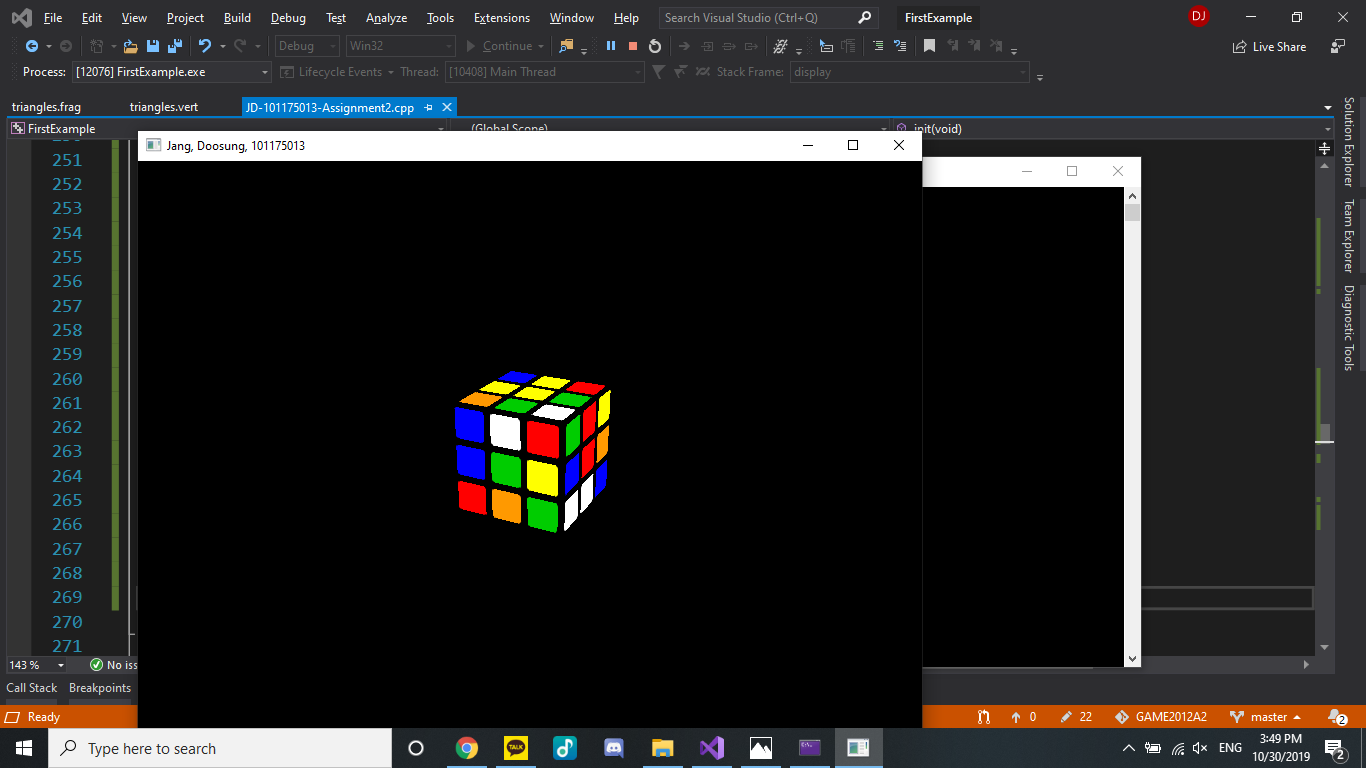 File Edit View Project Build Debug Test Analyze Tools Extensions Window Help Search Visual Studio (Ctrl+Q) FirstExample DJ
Debug Win32 Continue Live Share
Process: [12076] FirstExample.exe Lifecycle Events Thread: [10408] Main Thread Stack Frame: display
triangles.frag triangles.vert JD-101175013-Assignment2.cpp
FirstExample (Global Scope) init(void)
Jang, Doosung, 101175013
251
252
253
254
255
256
257
258
259
260
261
262
263
264
265
266
267
268
269
270
271
Solution Explorer
Team Explorer
Diagnostic Tools
143 % No iss
Call Stack Breakpoints
Ready 0 22 GAME2012A2 master 2
Type here to search TALK ENG 3:49 PM
10/30/2019 2